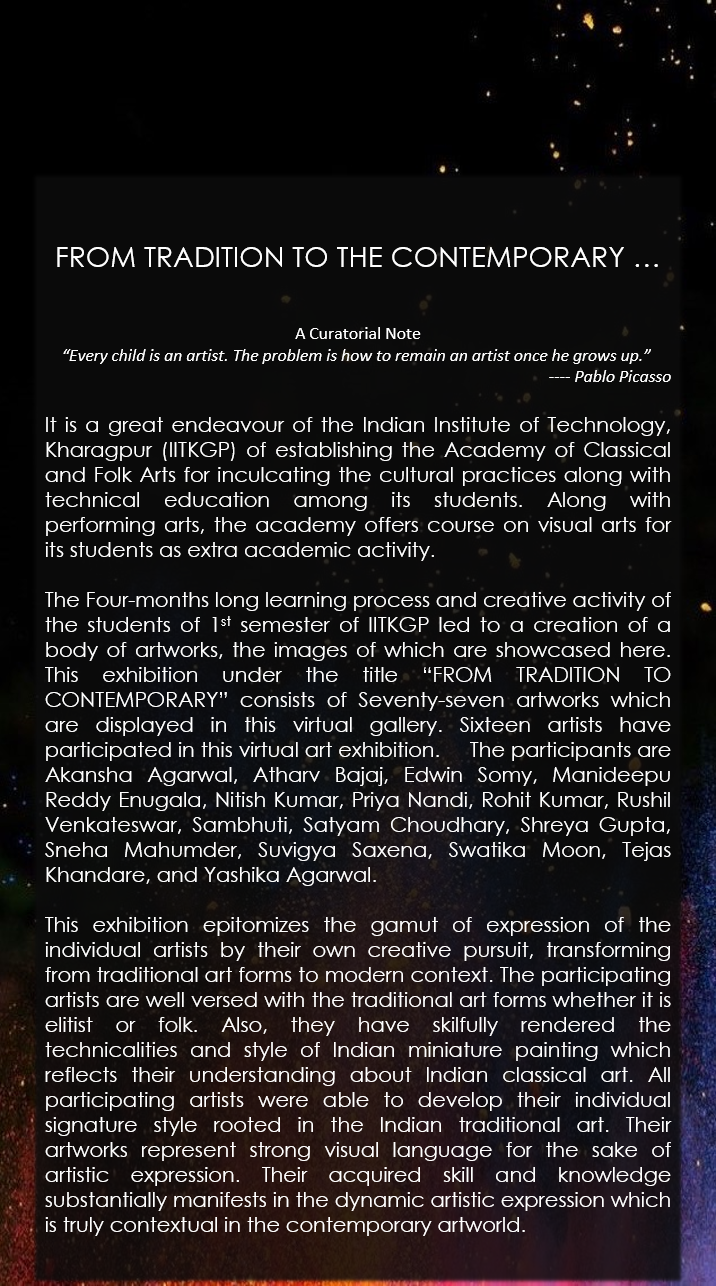 FROM TRADITION TO THE CONTEMPORARY ...
A Curatorial Note
“Every child is an artist. The problem is how to remain an artist once he grows up.”
---- Pablo Picasso
It is a great endeavour of the Indian Institute of Technology,
Kharagpur (IITKGP) of establishing the Academy of Classical
and Folk Arts for inculcating the cultural practices along with
technical education among its students. Along with
performing arts, the academy offers course on visual arts for
its students as extra academic activity.
The Four-months long learning process and creative activity of
the students of 1st semester of IITKGP led to a creation of a
body of artworks, the images of which are showcased here.
This exhibition under the title “FROM TRADITION TO
CONTEMPORARY” consists of Seventy-seven artworks which
are displayed in this virtual gallery. Sixteen artists have
participated in this virtual art exhibition. The participants are
Akansha Agarwal, Atharv Bajaj, Edwin Somy, Manideepu
Reddy Enugala, Nitish Kumar, Priya Nandi, Rohit Kumar, Rushil
Venkateswar, Sambhuti, Satyam Choudhary, Shreya Gupta,
Sneha Mahumder, Suvigya Saxena, Swatika Moon, Tejas
Khandare, and Yashika Agarwal.
This exhibition epitomizes the gamut of expression of the
individual artists by their own creative pursuit, transforming
from traditional art forms to modern context. The participating
artists are well versed with the traditional art forms whether it is
elitist or folk. Also, they have skilfully rendered the
technicalities and style of Indian miniature painting which
reflects their understanding about Indian classical art. All
participating artists were able to develop their individual
signature style rooted in the Indian traditional art. Their
artworks represent strong visual language for the sake of
artistic expression. Their acquired skill and knowledge
substantially manifests in the dynamic artistic expression which
is truly contextual in the contemporary artworld.